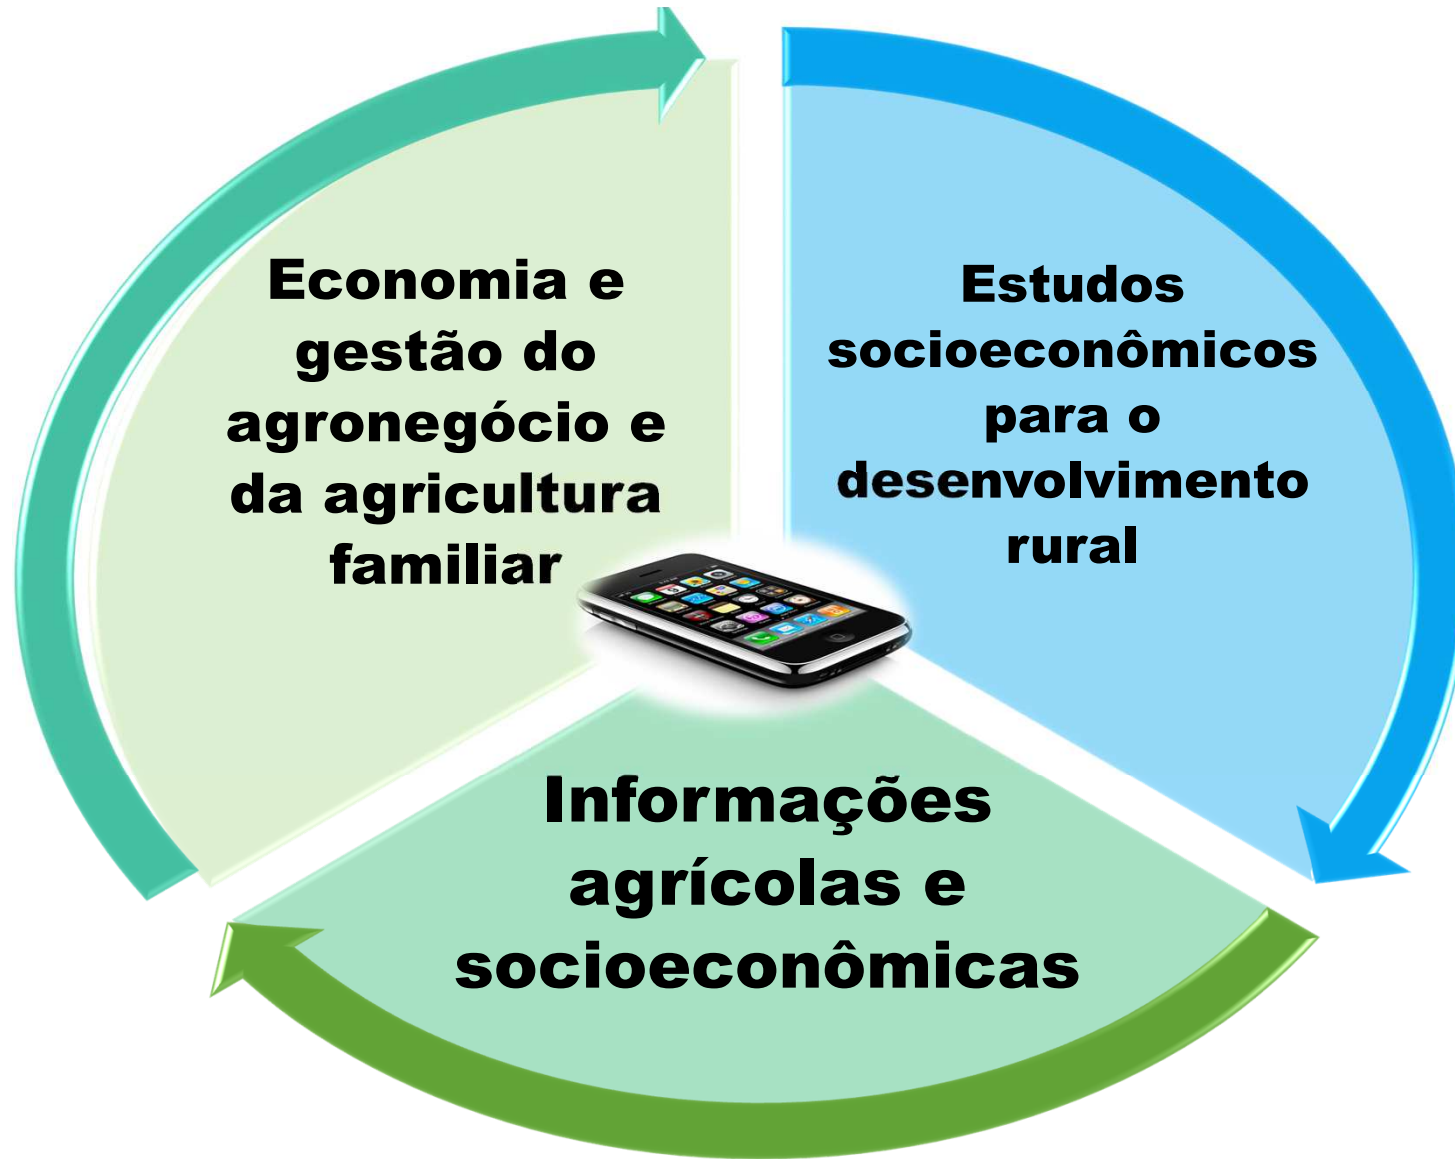 Economia e
gestão do
agronegócio e
da agricultura
familiar
Estudos
socioeconômicos
para o
desenvolvimento
rural
Informações
agrícolas e
socioeconômicas